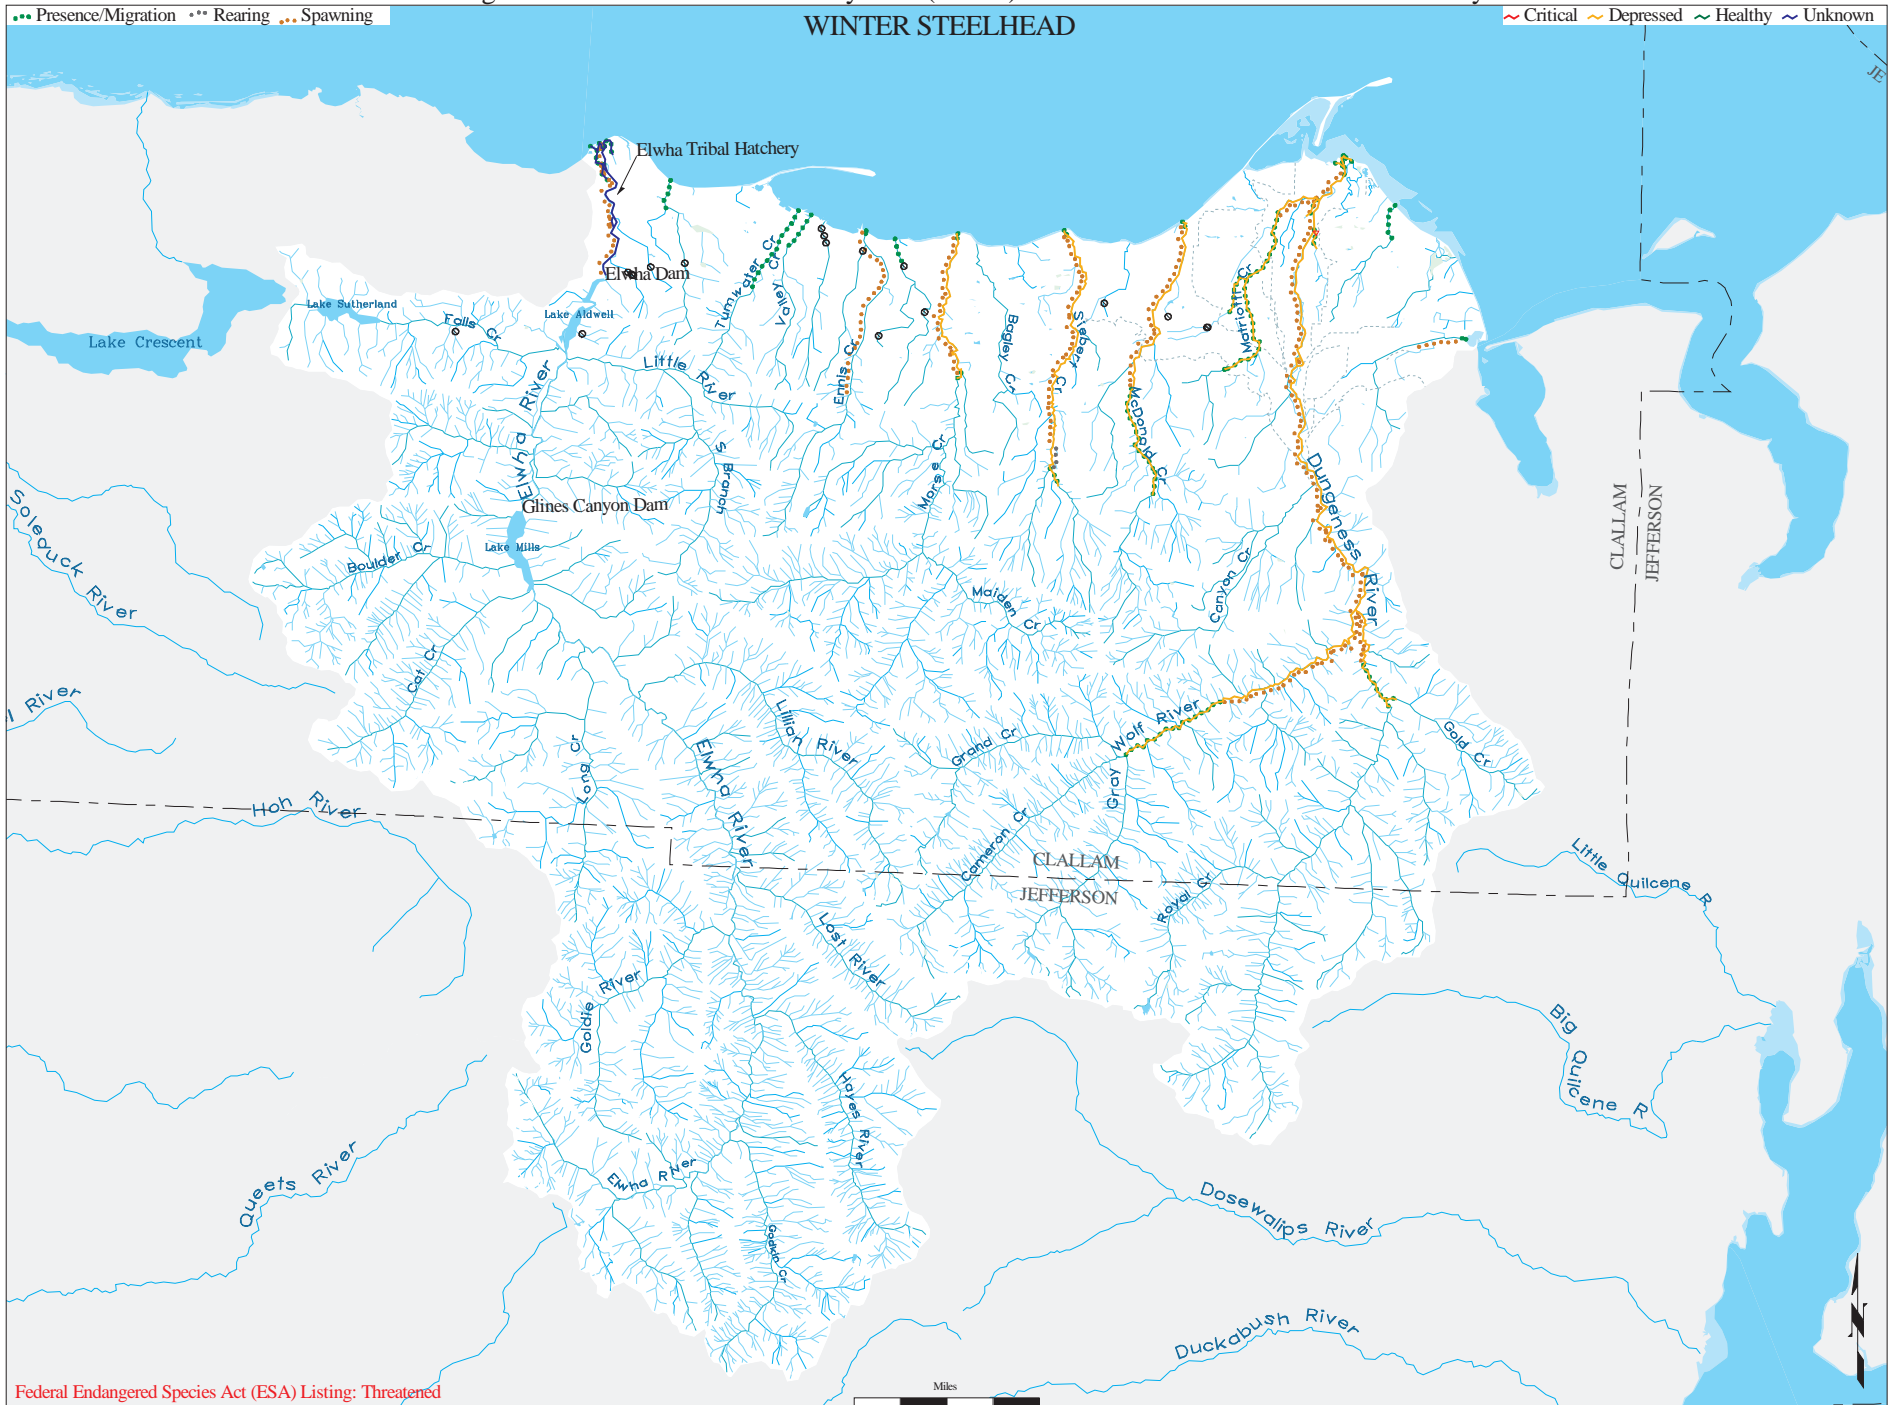 Presence/Migration Rearing Spawning
WINTER STEELHEAD
Critical Depressed Healthy Unknown
JE
Elwha Tribal Hatchery
Elwha Dam
Tumwater Cr
Valley Cr
Ennis Cr
Lake Sutherland
Lake Aldwell
Falls Cr
Lake Crescent
Little River
Elwha River
S Branch
Morse Cr
Bagley Cr
Siebert Cr
McDonald Cr
Matriotti Cr
Dungeness River
Glines Canyon Dam
Lake Mills
Boulder Cr
Soleduck River
Cat Cr
Maiden Cr
Canyon Cr
CLALLAM
JEFFERSON
l River
Long Cr
Elwha River
Lillian River
Grand Cr
Gray Wolf River
Gold Cr
Hoh River
Cameron Cr
CLALLAM
JEFFERSON
Royal Cr
Little Quilcene R
Lost River
Goldie River
Big Quilcene R
Hayes River
Elwha River
Queets River
Godkin Cr
Dosewalips River
Duckabush River
N
Federal Endangered Species Act (ESA) Listing: Threatened
Miles